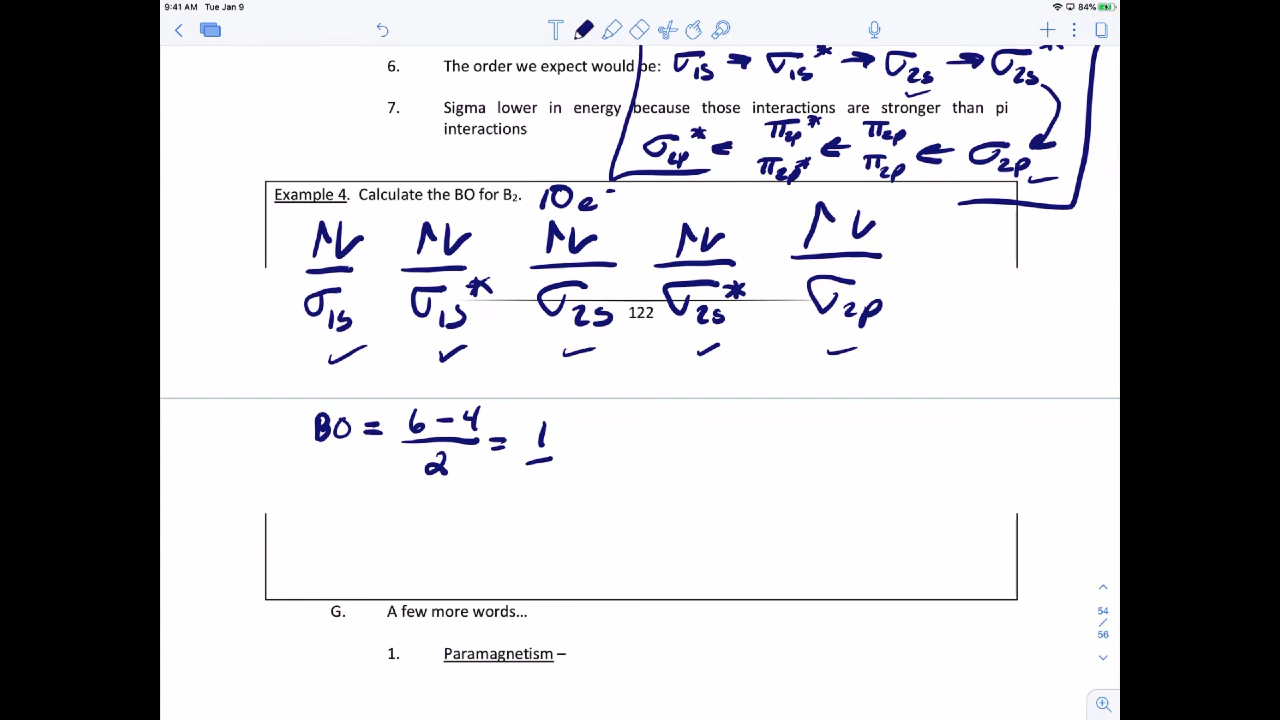 9:41 AM Tue Jan 9
84%
6. The order we expect would be: σ1s → σ1s* → σ2s → σ2s*
7. Sigma lower in energy because those interactions are stronger than pi
interactions
σ2p* ← π2p* ← π2p ← σ2p
π2p* π2p
Example 4. Calculate the BO for B₂. 10 e⁻
σ1s σ1s* σ2s σ2s* σ2p
122
BO = 6 - 4 / 2 = 1
G. A few more words...
1. Paramagnetism –
54
/
56